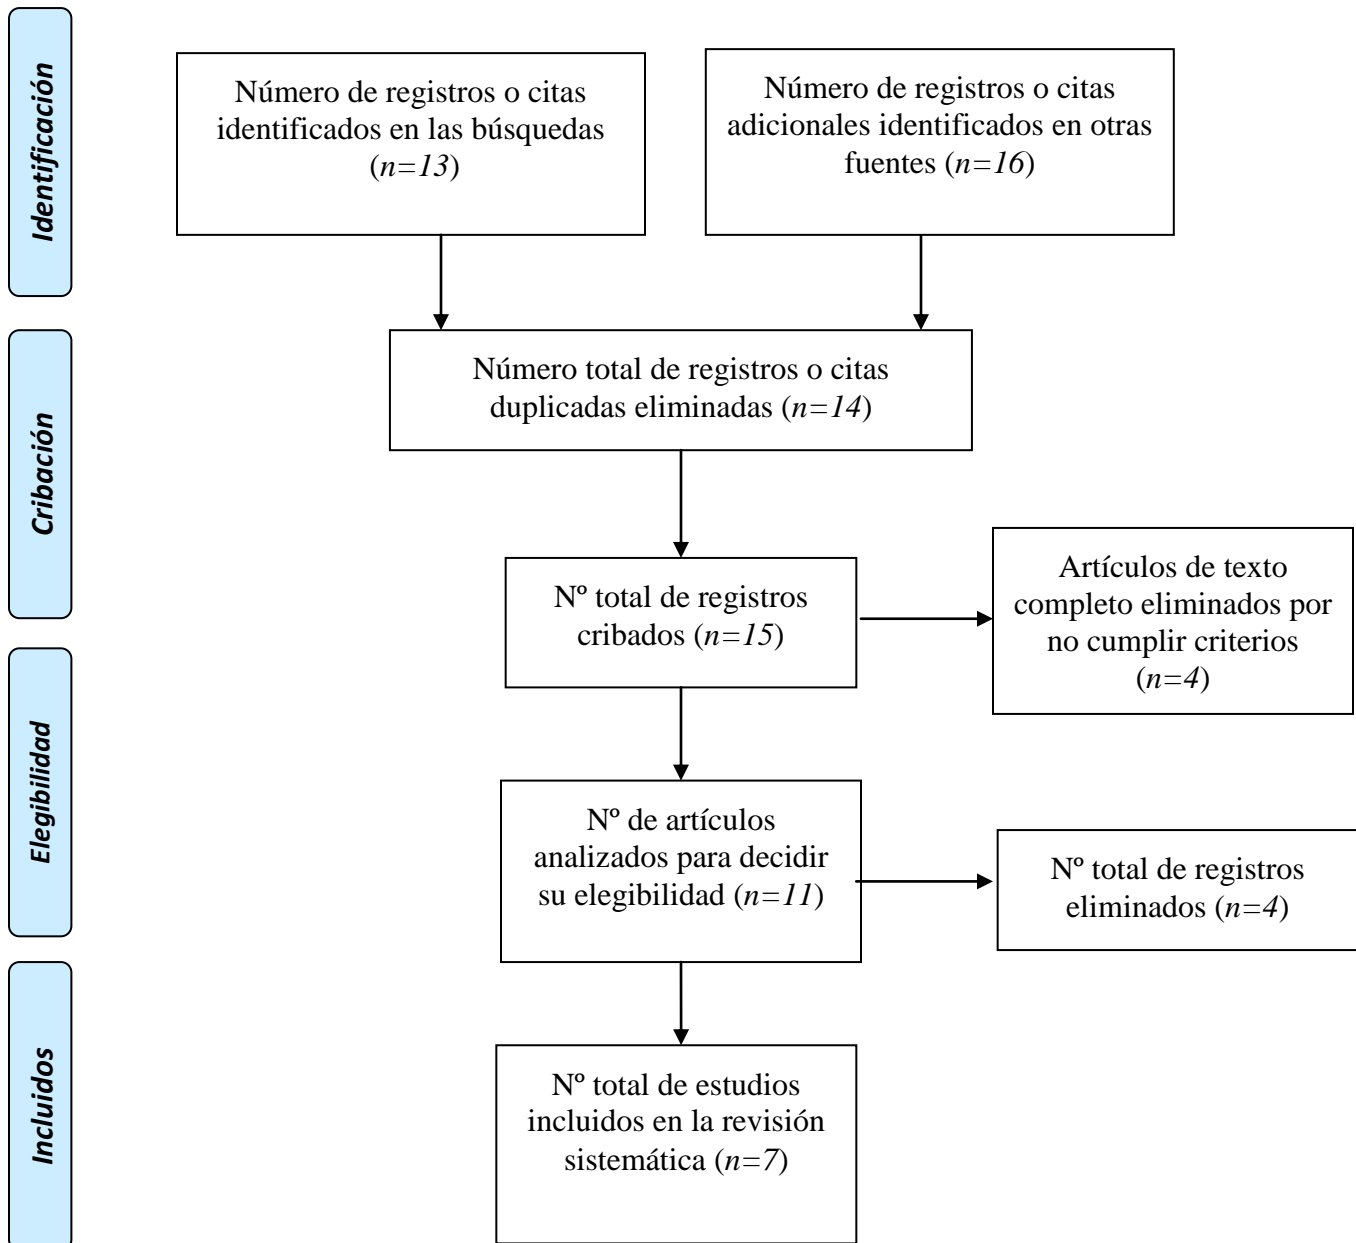 Identificación
Número de registros o citas
identificados en las búsquedas
(n=13)
Número de registros o citas
adicionales identificados en otras
fuentes (n=16)
Cribación
Número total de registros o citas
duplicadas eliminadas (n=14)
Nº total de registros
cribados (n=15)
Artículos de texto
completo eliminados por
no cumplir criterios
(n=4)
Elegibilidad
Nº de artículos
analizados para decidir
su elegibilidad (n=11)
Nº total de registros
eliminados (n=4)
Incluidos
Nº total de estudios
incluidos en la revisión
sistemática (n=7)